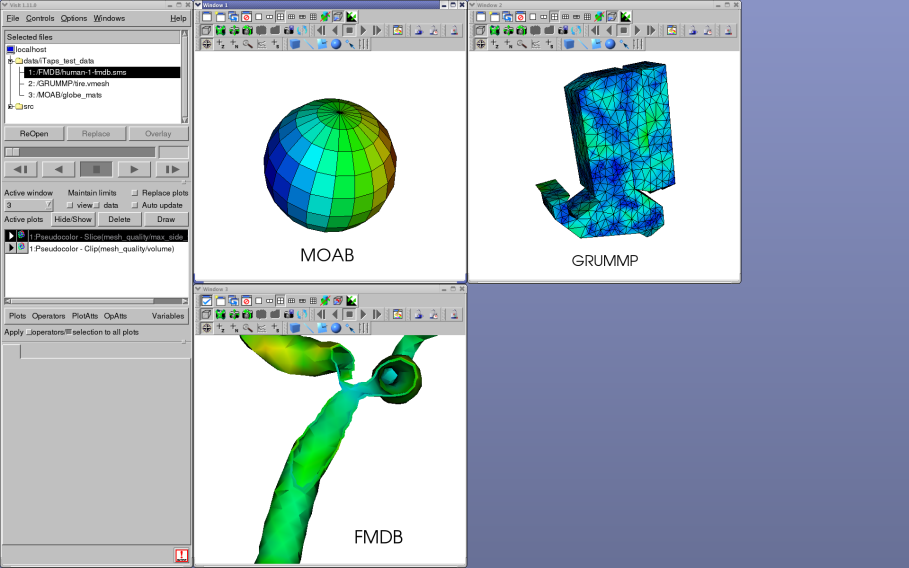 VisIt 1.11.0
File Controls Options Windows Help
Selected files
localhost
data/iTaps_test_data
1:/FMDB/human-1-fmdb.sms
2:/GRUMMP/tire.vmesh
3:/MOAB/globe_mats
src
ReOpen Replace Overlay
Active window Maintain limits Replace plots
3 view data Auto update
Active plots Hide/Show Delete Draw
1:Pseudocolor - Slice(mesh_quality/max_side
1:Pseudocolor - Clip(mesh_quality/volume)
Plots Operators PlotAtts OpAtts Variables
Apply operators/ selection to all plots
Window 1
MOAB
Window 2
GRUMMP
Window 3
FMDB